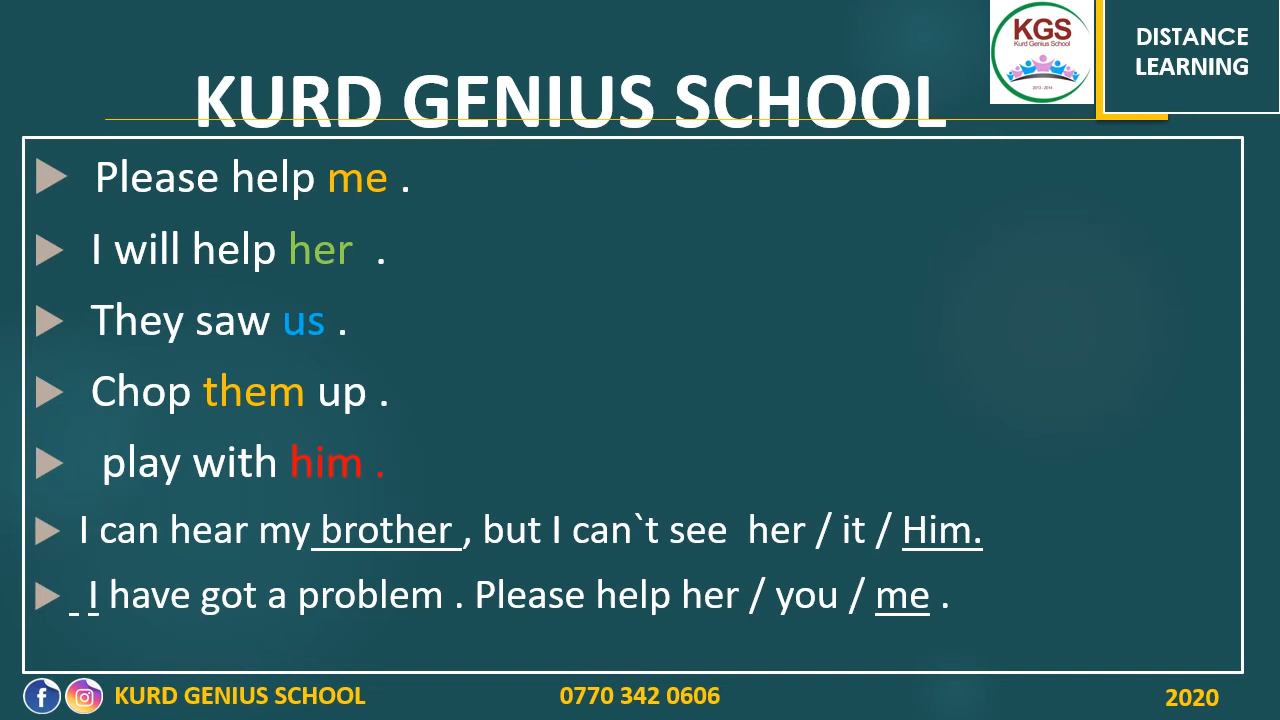 KGS
Kurd Genius School
2013 - 2014
DISTANCE
LEARNING
KURD GENIUS SCHOOL
Please help me .
I will help her .
They saw us .
Chop them up .
play with him .
I can hear my brother , but I can`t see her / it / Him.
I have got a problem . Please help her / you / me .
KURD GENIUS SCHOOL
0770 342 0606
2020